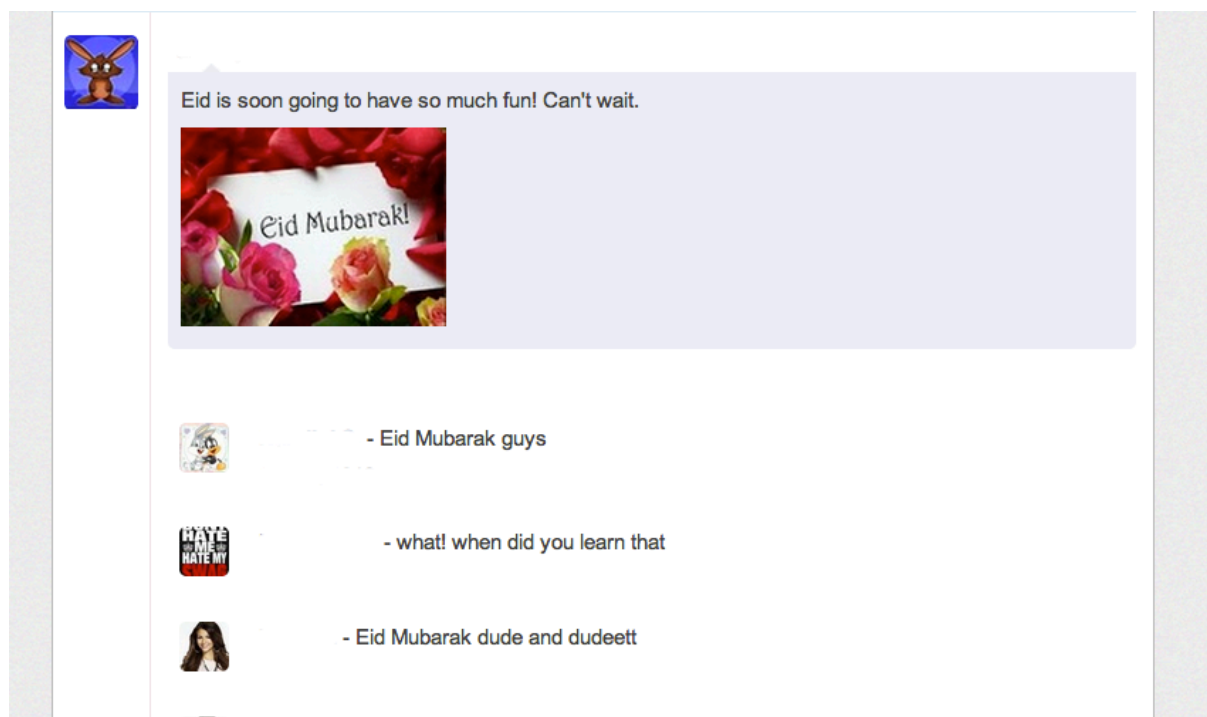 Eid is soon going to have so much fun! Can't wait.
Eid Mubarak!
- Eid Mubarak guys
HATE
ME
HATE MY
SWAG
- what! when did you learn that
- Eid Mubarak dude and dudeett